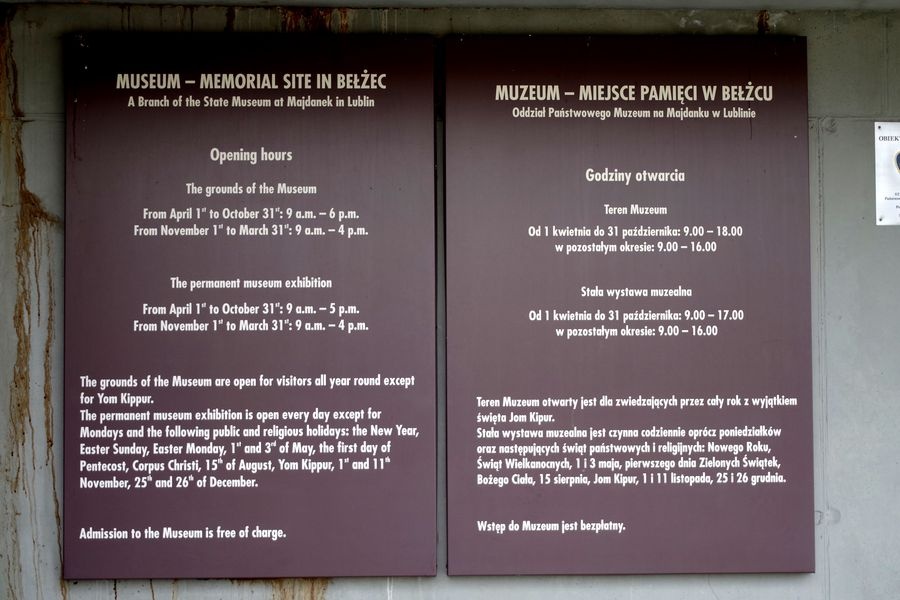 MUSEUM – MEMORIAL SITE IN BEŁŻEC
A Branch of the State Museum at Majdanek in Lublin
Opening hours
The grounds of the Museum
From April 1st to October 31st: 9 a.m. – 6 p.m.
From November 1st to March 31st: 9 a.m. – 4 p.m.
The permanent museum exhibition
From April 1st to October 31st: 9 a.m. – 5 p.m.
From November 1st to March 31st: 9 a.m. – 4 p.m.
The grounds of the Museum are open for visitors all year round except
for Yom Kippur.
The permanent museum exhibition is open every day except for
Mondays and the following public and religious holidays: the New Year,
Easter Sunday, Easter Monday, 1st and 3rd of May, the first day of
Pentecost, Corpus Christi, 15th of August, Yom Kippur, 1st and 11th
November, 25th and 26th of December.
Admission to the Museum is free of charge.
MUZEUM – MIEJSCE PAMIĘCI W BEŁŻCU
Oddział Państwowego Muzeum na Majdanku w Lublinie
Godziny otwarcia
Teren Muzeum
Od 1 kwietnia do 31 października: 9.00 – 18.00
w pozostałym okresie: 9.00 – 16.00
Stała wystawa muzealna
Od 1 kwietnia do 31 października: 9.00 – 17.00
w pozostałym okresie: 9.00 – 16.00
Teren Muzeum otwarty jest dla zwiedzających przez cały rok z wyjątkiem
święta Jom Kipur.
Stała wystawa muzealna jest czynna codziennie oprócz poniedziałków
oraz następujących świąt państwowych i religijnych: Nowego Roku,
Świąt Wielkanocnych, 1 i 3 maja, pierwszego dnia Zielonych Świątek,
Bożego Ciała, 15 sierpnia, Jom Kipur, 1 i 11 listopada, 25 i 26 grudnia.
Wstęp do Muzeum jest bezpłatny.
OBIEK